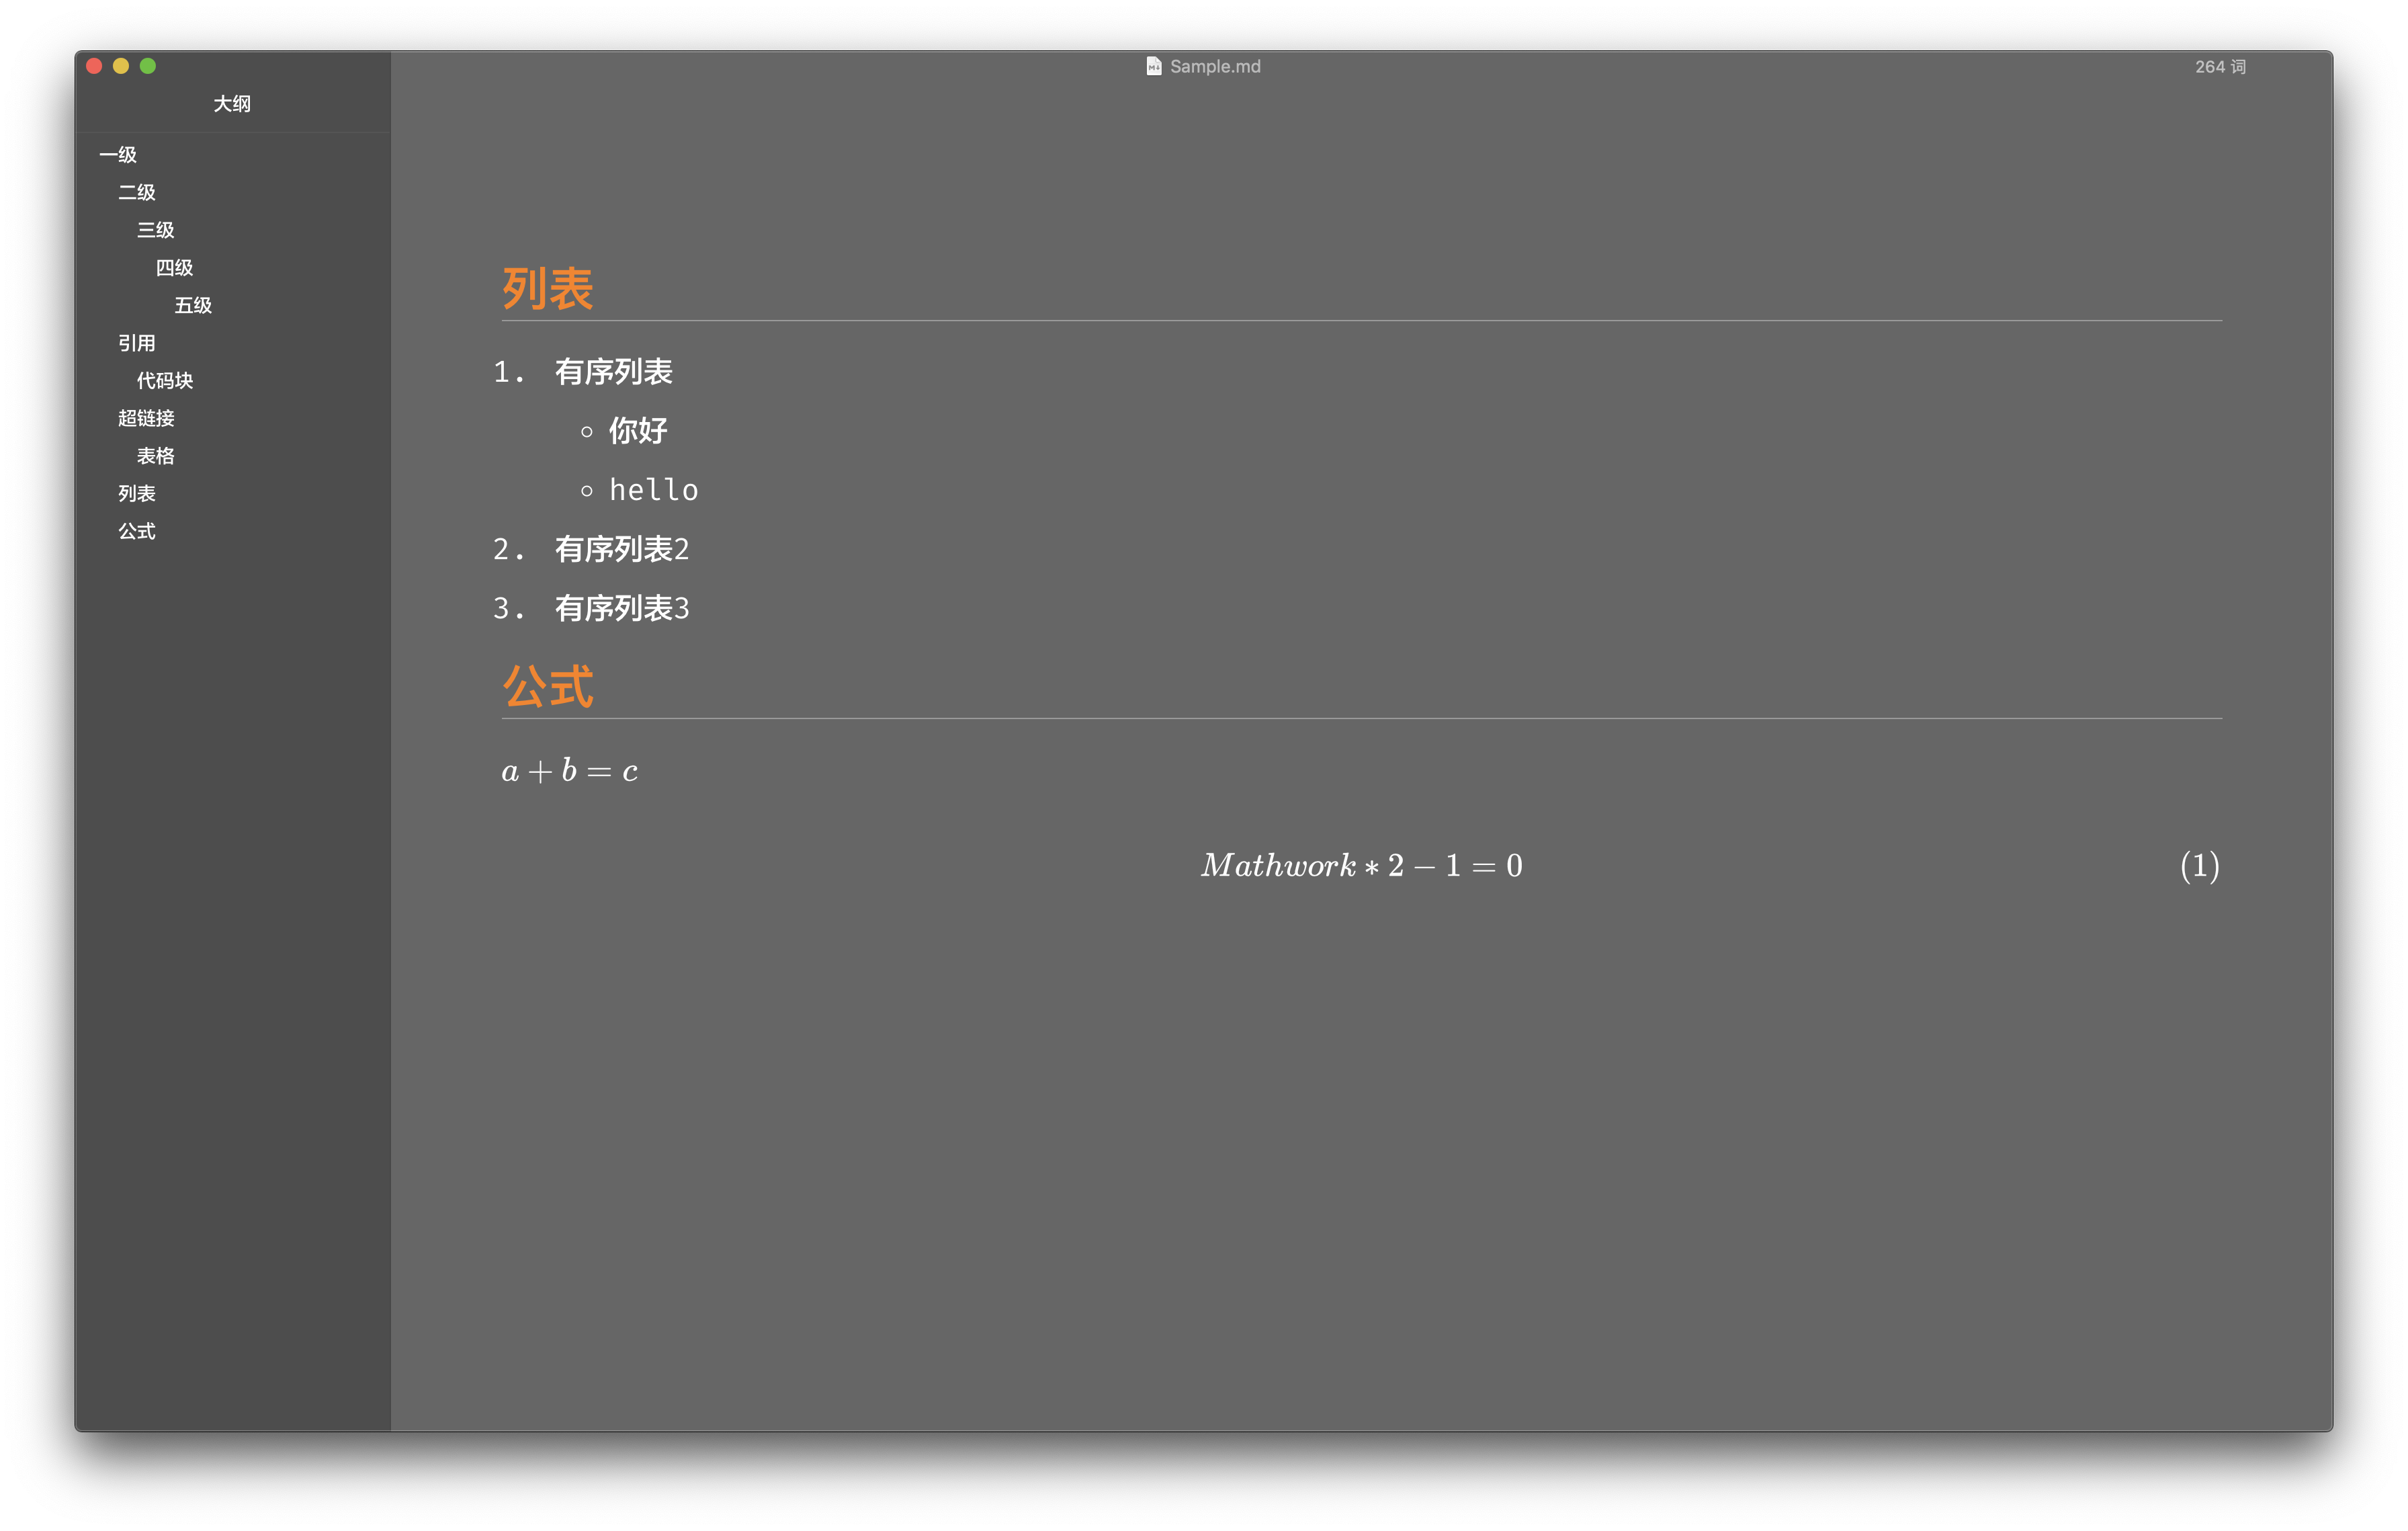 Sample.md
264 词
大纲
一级
二级
三级
四级
五级
引用
代码块
超链接
表格
列表
公式
列表
1. 有序列表
你好
hello
2. 有序列表2
3. 有序列表3
公式
a + b = c
Mathwork * 2 − 1 = 0 (1)